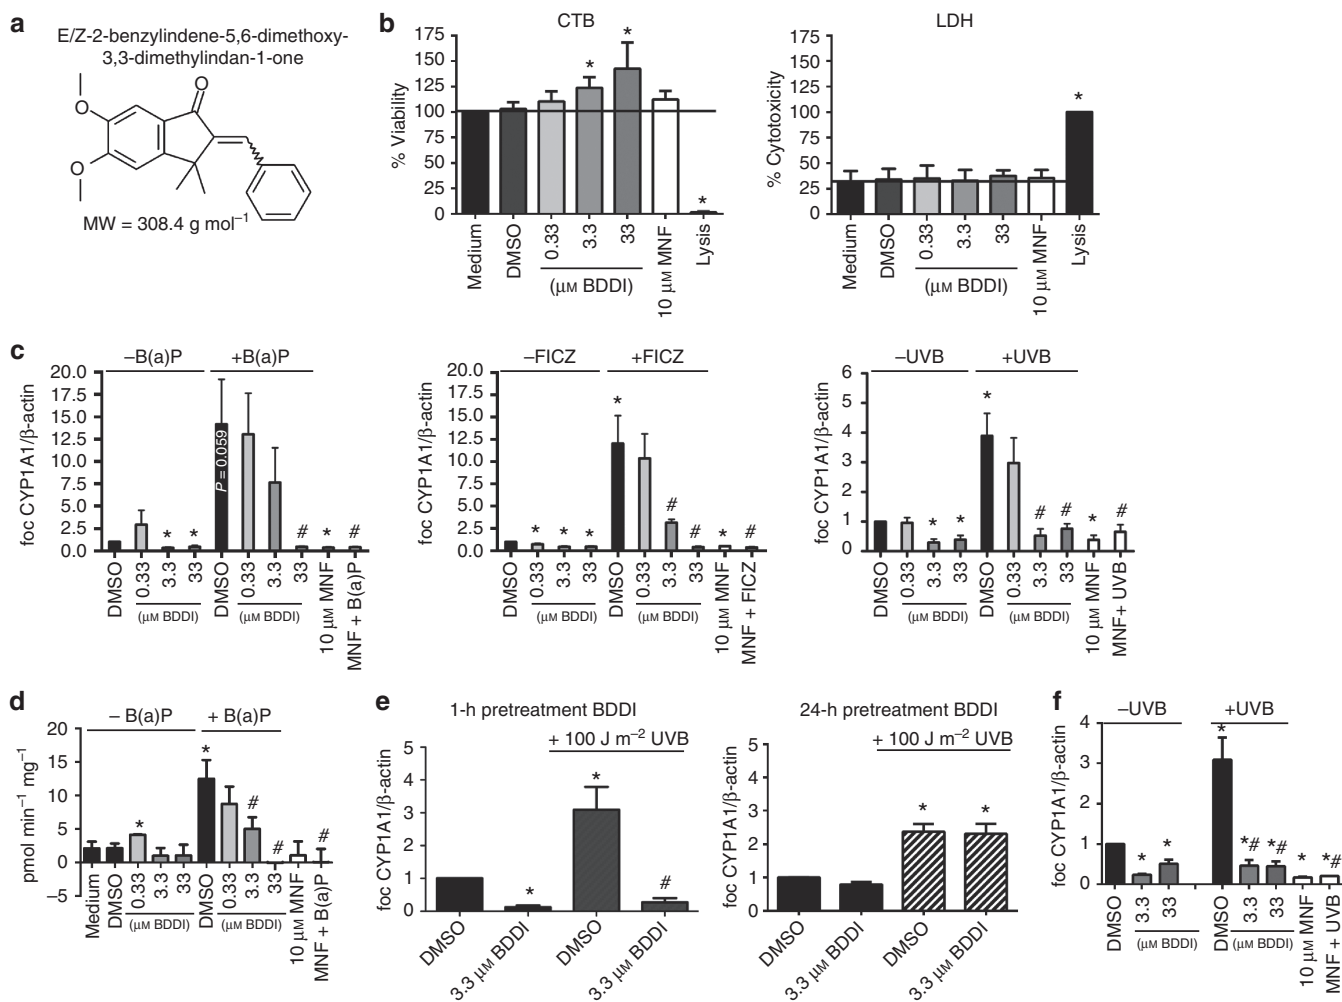 a
E/Z-2-benzylindene-5,6-dimethoxy-
3,3-dimethylindan-1-one
O
O
O
MW = 308.4 g mol⁻¹
b
CTB
% Viability
175
150
125
100
75
50
25
0
*
*
*
Medium
DMSO
0.33
3.3
33
(μM BDDI)
10 μM MNF
Lysis
LDH
% Cytotoxicity
175
150
125
100
75
50
25
0
*
Medium
DMSO
0.33
3.3
33
(μM BDDI)
10 μM MNF
Lysis
c
–B(a)P
+B(a)P
foc CYP1A1/β-actin
20.0
17.5
15.0
12.5
10.0
7.5
5.0
2.5
0.0
P = 0.059
* * # * #
DMSO
0.33
3.3
33
(μM BDDI)
DMSO
0.33
3.3
33
(μM BDDI)
10 μM MNF
MNF + B(a)P
–FICZ
+FICZ
foc CYP1A1/β-actin
20.0
17.5
15.0
12.5
10.0
7.5
5.0
2.5
0.0
* * * * # # * #
DMSO
0.33
3.3
33
(μM BDDI)
DMSO
0.33
3.3
33
(μM BDDI)
10 μM MNF
MNF + FICZ
–UVB
+UVB
foc CYP1A1/β-actin
6
5
4
3
2
1
0
* * * # # * #
DMSO
0.33
3.3
33
(μM BDDI)
DMSO
0.33
3.3
33
(μM BDDI)
10 μM MNF
MNF+ UVB
d
– B(a)P
+ B(a)P
pmol min⁻¹ mg⁻¹
20
15
10
5
0
–5
* * # # #
Medium
DMSO
0.33
3.3
33
(μM BDDI)
DMSO
0.33
3.3
33
(μM BDDI)
10 μM MNF
MNF + B(a)P
e
1-h pretreatment BDDI
+ 100 J m⁻² UVB
foc CYP1A1/β-actin
5
4
3
2
1
0
* * #
DMSO
3.3 μM BDDI
DMSO
3.3 μM BDDI
24-h pretreatment BDDI
+ 100 J m⁻² UVB
foc CYP1A1/β-actin
5
4
3
2
1
0
* *
DMSO
3.3 μM BDDI
DMSO
3.3 μM BDDI
f
–UVB
+UVB
foc CYP1A1/β-actin
4
3
2
1
0
* * * *# *# * *#
DMSO
3.3
33
(μM BDDI)
DMSO
3.3
33
(μM BDDI)
10 μM MNF
MNF + UVB